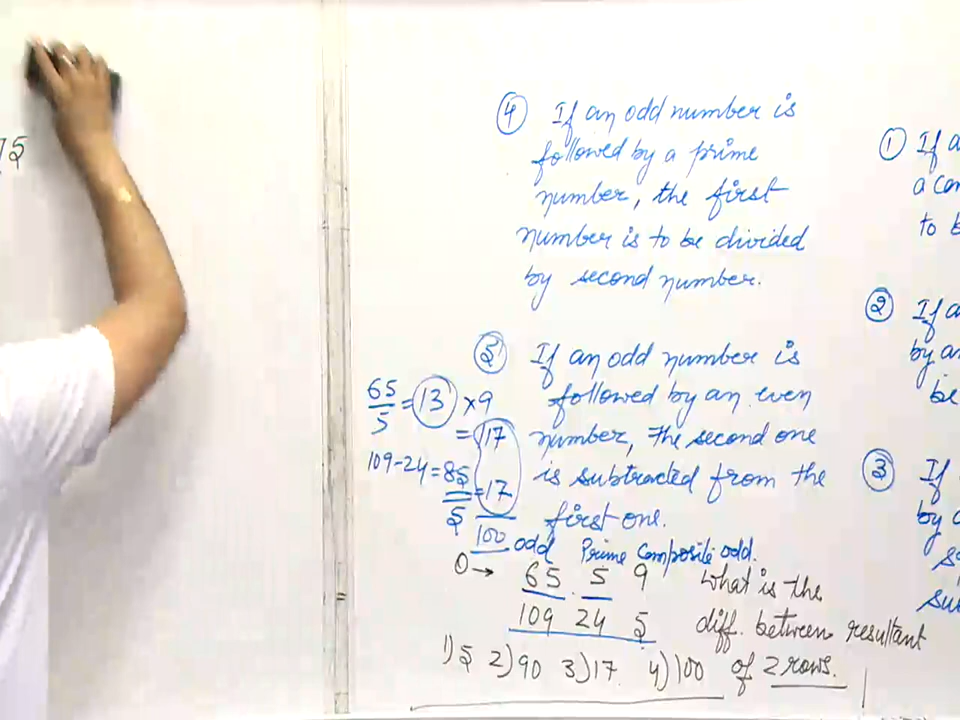 75
④ If an odd number is
followed by a prime
number, the first
number is to be divided
by second number.
⑤ If an odd number is
followed by an even
number, the second one
is subtracted from the
first one.
65/5 = 13 × 9
= 117
109-24 = 85/5 = 17
100
odd Prime Composite odd.
0→ 65 5 9 What is the
109 24 5 diff. between resultant
1) 5 2) 90 3) 17 4) 100 of 2 rows.
① If a
a com
to b
② If a
by an
be
③ If
by a
su